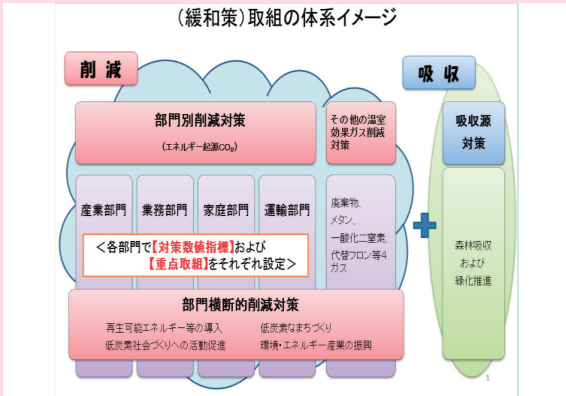 （緩和策）取組の体系イメージ
削減
吸収
部門別削減対策
（エネルギー起源CO₂）
その他の温室
効果ガス削減
対策
吸収源
対策
産業部門
業務部門
家庭部門
運輸部門
廃棄物、
メタン、
一酸化二窒素、
代替フロン等4
ガス
＜各部門で【対策数値指標】および
【重点取組】をそれぞれ設定＞
森林吸収
および
緑化推進
部門横断的削減対策
再生可能エネルギー等の導入
低炭素なまちづくり
低炭素社会づくりへの活動促進
環境・エネルギー産業の振興
1